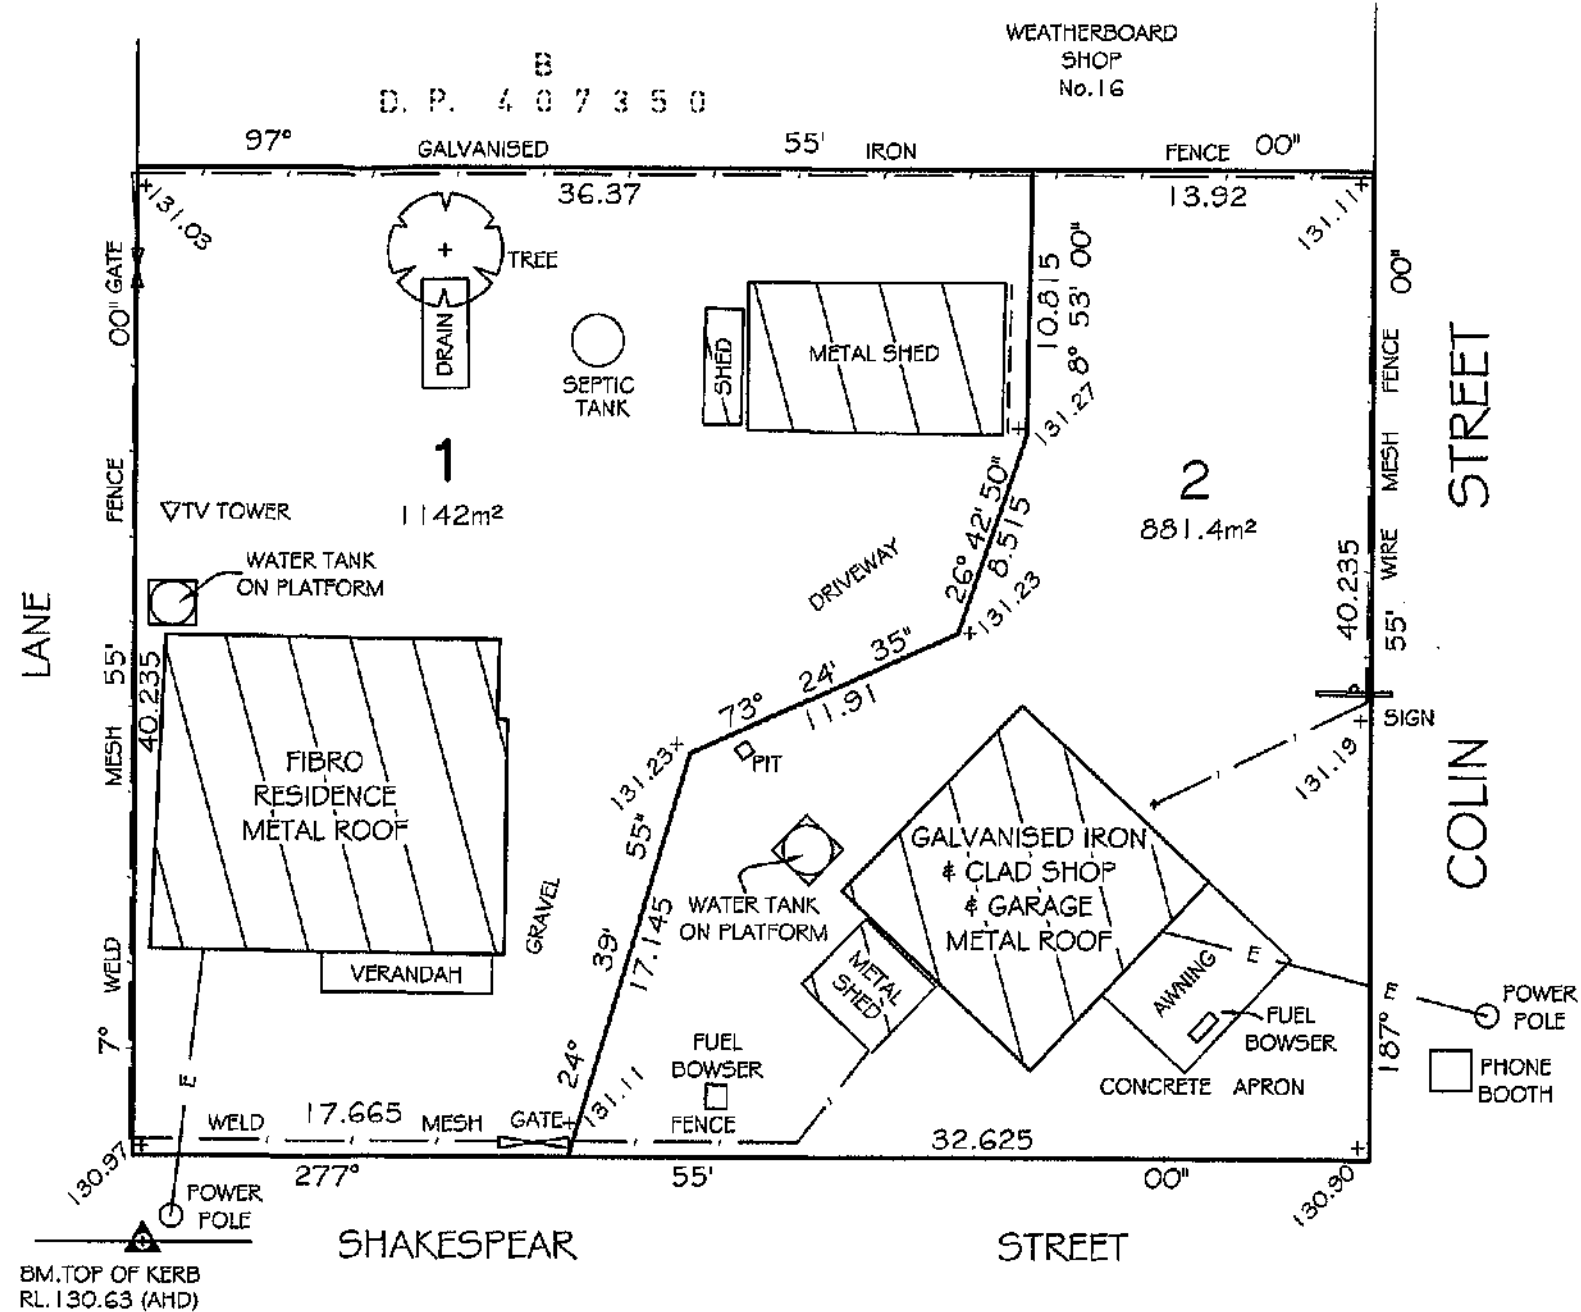 WEATHERBOARD
SHOP
No.16
B
D. P. 407350
97° 55' 00"
GALVANISED IRON FENCE
36.37
13.92
131.03
131.11
TREE
DRAIN
SEPTIC
TANK
SHED
METAL SHED
10.815
8° 53' 00"
131.27
00"
GATE
FENCE
1
1142m²
2
881.4m²
TV TOWER
WATER TANK
ON PLATFORM
DRIVEWAY
26° 42' 50"
8.515
131.23
73° 24' 35"
11.91
131.23
PIT
LANE
7° 55'
WELD MESH
40.235
FIBRO
RESIDENCE
METAL ROOF
VERANDAH
GRAVEL
24° 39' 55"
17.145
131.11
WATER TANK
ON PLATFORM
GALVANISED IRON
& CLAD SHOP
& GARAGE
METAL ROOF
METAL
SHED
AWNING
FUEL
BOWSER
FUEL
BOWSER
CONCRETE APRON
E
E
E
POWER
POLE
PHONE
BOOTH
187° 55' 00"
WIRE MESH FENCE
MESH
40.235
SIGN
131.19
COLIN STREET
WELD MESH GATE
17.665
FENCE
32.625
277° 55' 00"
130.97
130.90
POWER
POLE
SHAKESPEAR STREET
BM.TOP OF KERB
RL.130.63 (AHD)